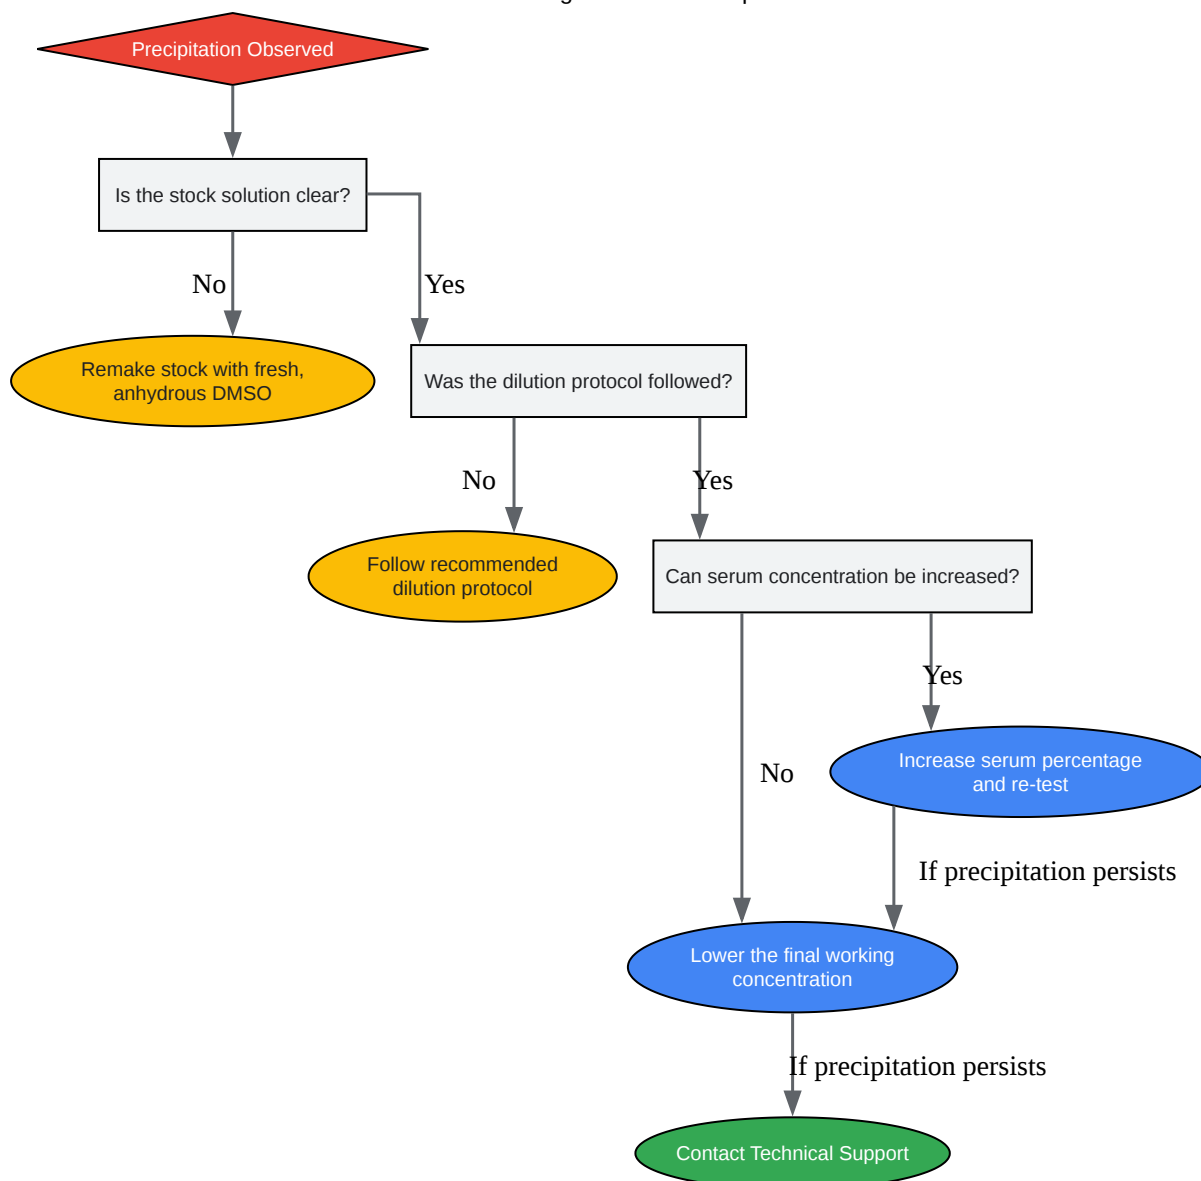 Precipitation Observed
Is the stock solution clear?
No
Yes
Remake stock with fresh,
anhydrous DMSO
Was the dilution protocol followed?
No
Yes
Follow recommended
dilution protocol
Can serum concentration be increased?
Yes
No
Increase serum percentage
and re-test
If precipitation persists
Lower the final working
concentration
If precipitation persists
Contact Technical Support